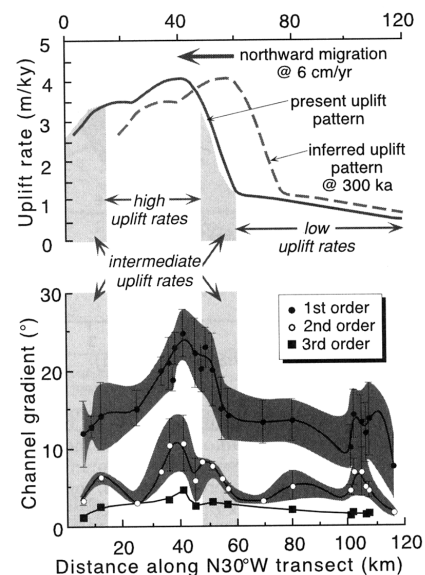 0 40 80 120
5
4
3
2
1
0
Uplift rate (m/ky)
northward migration
@ 6 cm/yr
present uplift
pattern
inferred uplift
pattern
@ 300 ka
high
uplift rates
low
uplift rates
intermediate
uplift rates
30
20
10
0
Channel gradient (°)
1st order
2nd order
3rd order
20 40 60 80 100 120
Distance along N30°W transect (km)